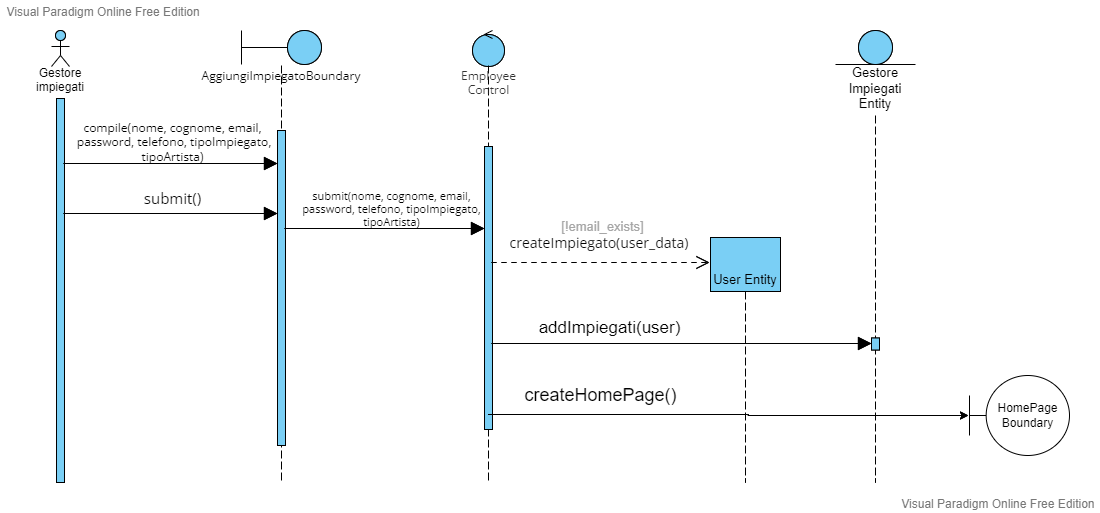 Visual Paradigm Online Free Edition
Gestore
impiegati
AggiungiImpiegatoBoundary
Employee
Control
Gestore
Impiegati
Entity
compile(nome, cognome, email,
password, telefono, tipoImpiegato,
tipoArtista)
submit()
submit(nome, cognome, email,
password, telefono, tipoImpiegato,
tipoArtista)
[!email_exists]
createImpiegato(user_data)
User Entity
addImpiegati(user)
createHomePage()
HomePage
Boundary
Visual Paradigm Online Free Edition